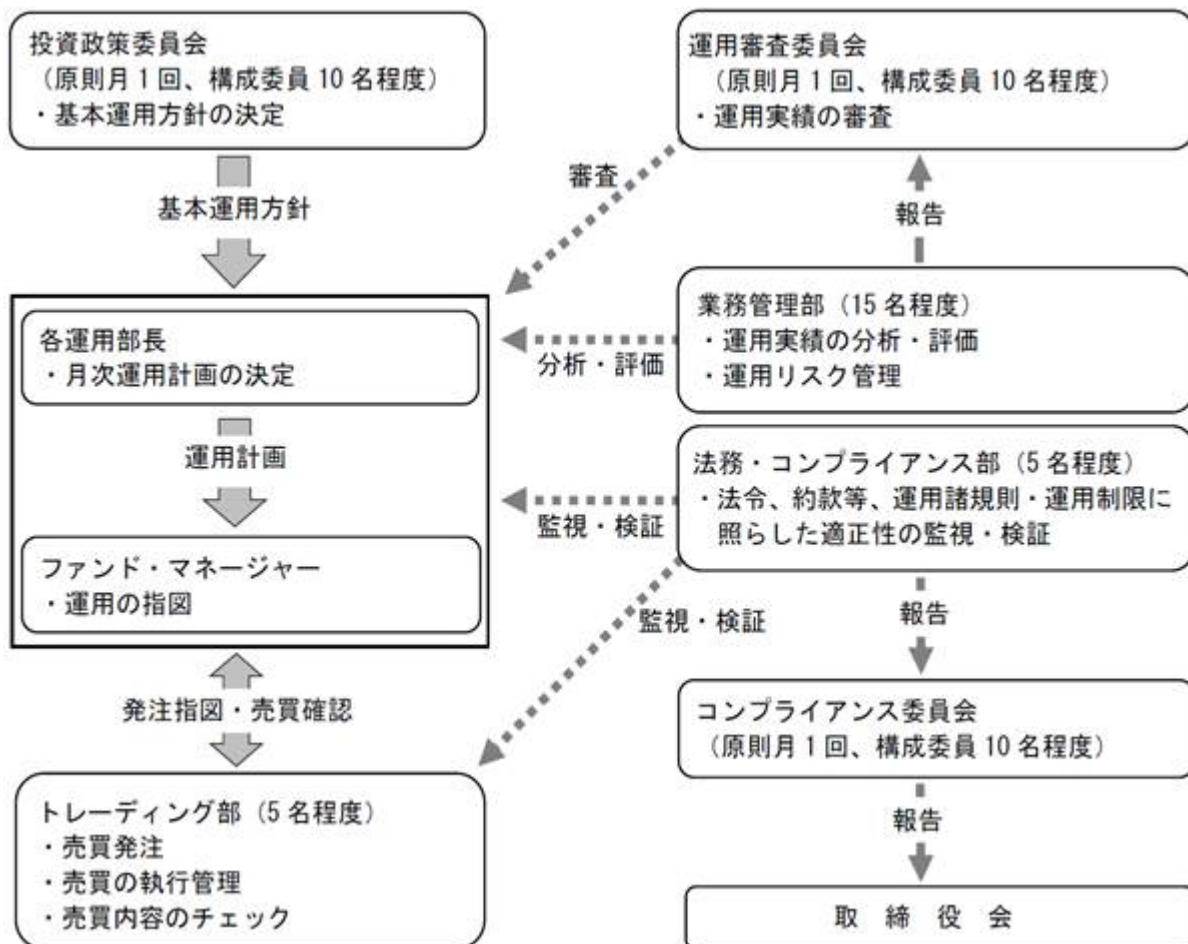 投資政策委員会
（原則月１回、構成委員 10 名程度）
・基本運用方針の決定
基本運用方針
各運用部長
・月次運用計画の決定
運用計画
ファンド・マネージャー
・運用の指図
発注指図・売買確認
トレーディング部（5 名程度）
・売買発注
・売買の執行管理
・売買内容のチェック
運用審査委員会
（原則月１回、構成委員 10 名程度）
・運用実績の審査
審査
報告
業務管理部（15 名程度）
・運用実績の分析・評価
・運用リスク管理
分析・評価
法務・コンプライアンス部（5 名程度）
・法令、約款等、運用諸規則・運用制限に
照らした適正性の監視・検証
監視・検証
監視・検証
報告
コンプライアンス委員会
（原則月１回、構成委員 10 名程度）
報告
取 締 役 会